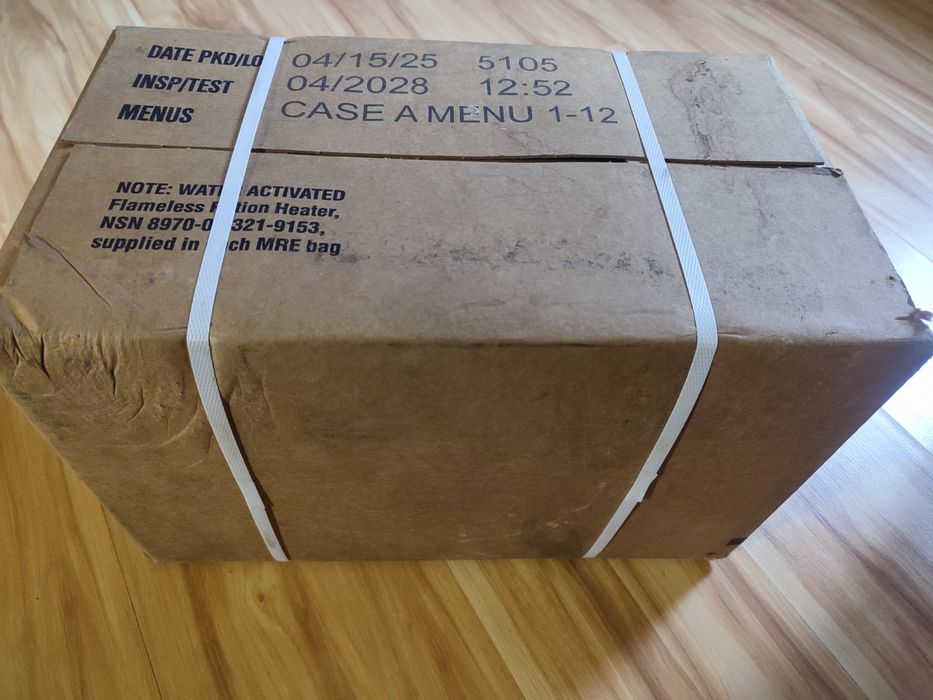 DATE PKD/LO 04/15/25 5105
INSP/TEST 04/2028 12:52
MENUS CASE A MENU 1-12
NOTE: ACTIVATED
Flameless Heater,
NSN 8970-0 321-9153,
supplied in MRE bag